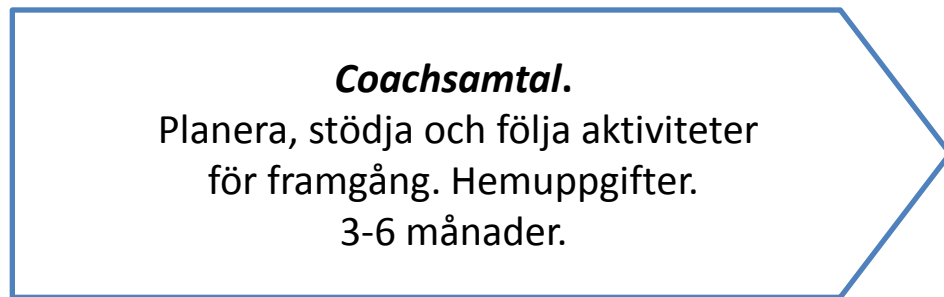 Coachsamtal.
Planera, stödja och följa aktiviteter
för framgång. Hemuppgifter.
3-6 månader.